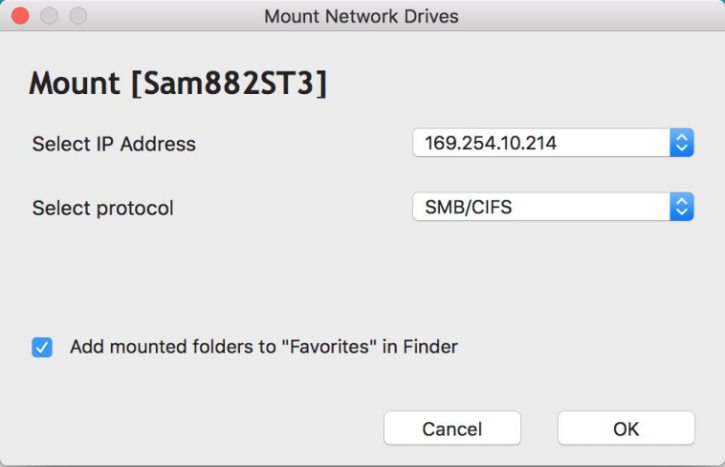 Mount Network Drives
Mount [Sam882ST3]
Select IP Address 169.254.10.214
Select protocol SMB/CIFS
Add mounted folders to "Favorites" in Finder
Cancel OK